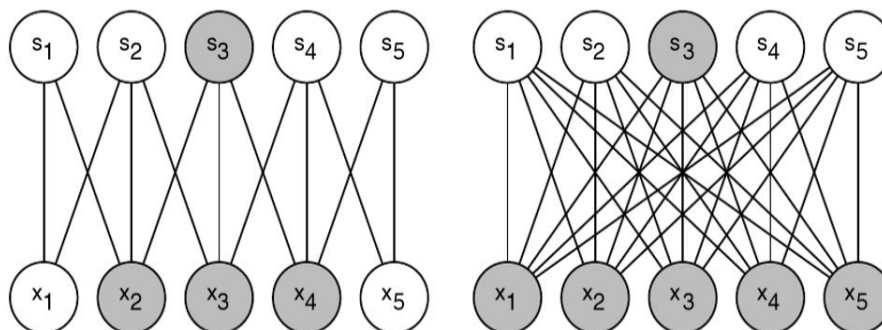 s₁ s₂ s₃ s₄ s₅ s₁ s₂ s₃ s₄ s₅
x₁ x₂ x₃ x₄ x₅ x₁ x₂ x₃ x₄ x₅